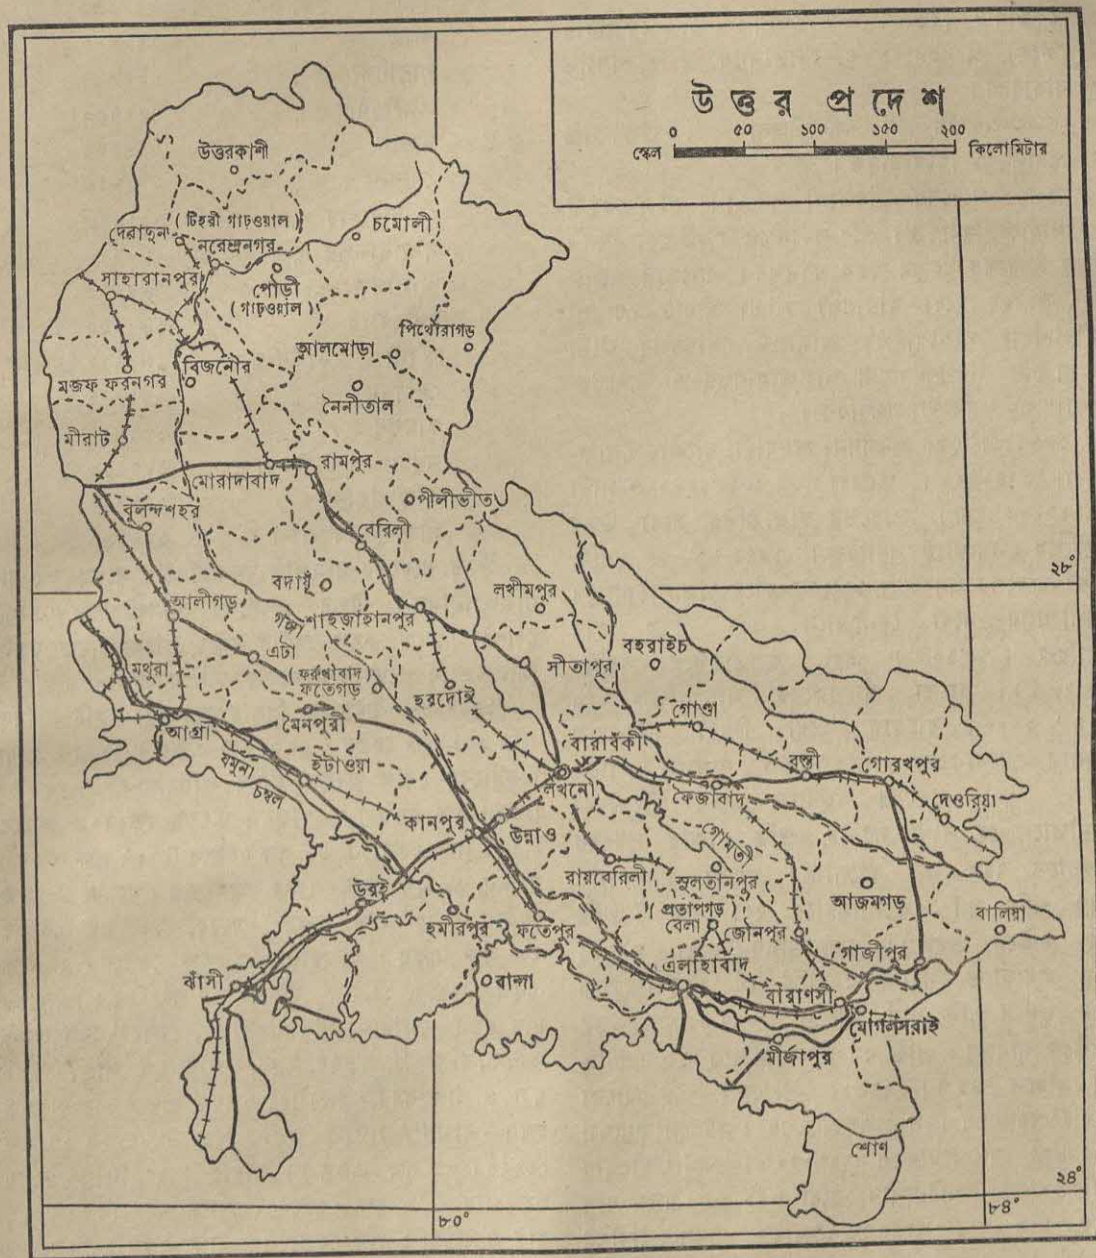 উত্তর প্রদেশ
০ ৫০ ১০০ ১৫০ ২০০
স্কেল কিলোমিটার
উত্তরকাশী
(টিহরী গাঢ়ওয়াল)
চমোলী
দেরাদুন
নরেন্দ্রনগর
সাহারানপুর
পৌড়ী
(গাঢ়ওয়াল)
পিথোরাগড়
আলমোড়া
বিজনৌর
মজফ্‌ফরনগর
নৈনীতাল
মীরাট
রামপুর
মোরাদাবাদ
পীলীভীত
বুলন্দশহর
বেরিলী
২৮°
বদায়ুঁ
লখীমপুর
আলীগড়
গঙ্গা
শাহজাহানপুর
এটা
বহরাইচ
মথুরা
সীতাপুর
(ফর্রুখাবাদ)
ফতেগড়
হরদোই
গোণ্ডা
মৈনপুরী
আগ্রা
বারাবঁকী
ইটাওয়া
যমুনা
বস্তী
গোরখপুর
লখনৌ
চম্বল
ফৈজাবাদ
দেওরিয়া
কানপুর
উন্নাও
গোমতী
রায়বেরিলী
সুলতানপুর
উরই
আজমগড়
(প্রতাপগড়)
বালিয়া
হমীরপুর
ফতেপুর
বেলা
জৌনপুর
গাজীপুর
এলাহাবাদ
ঝাঁসী
বান্দা
বারাণসী
মোগলসরাই
মীর্জাপুর
শোণ
২৪°
৮০°
৮৪°